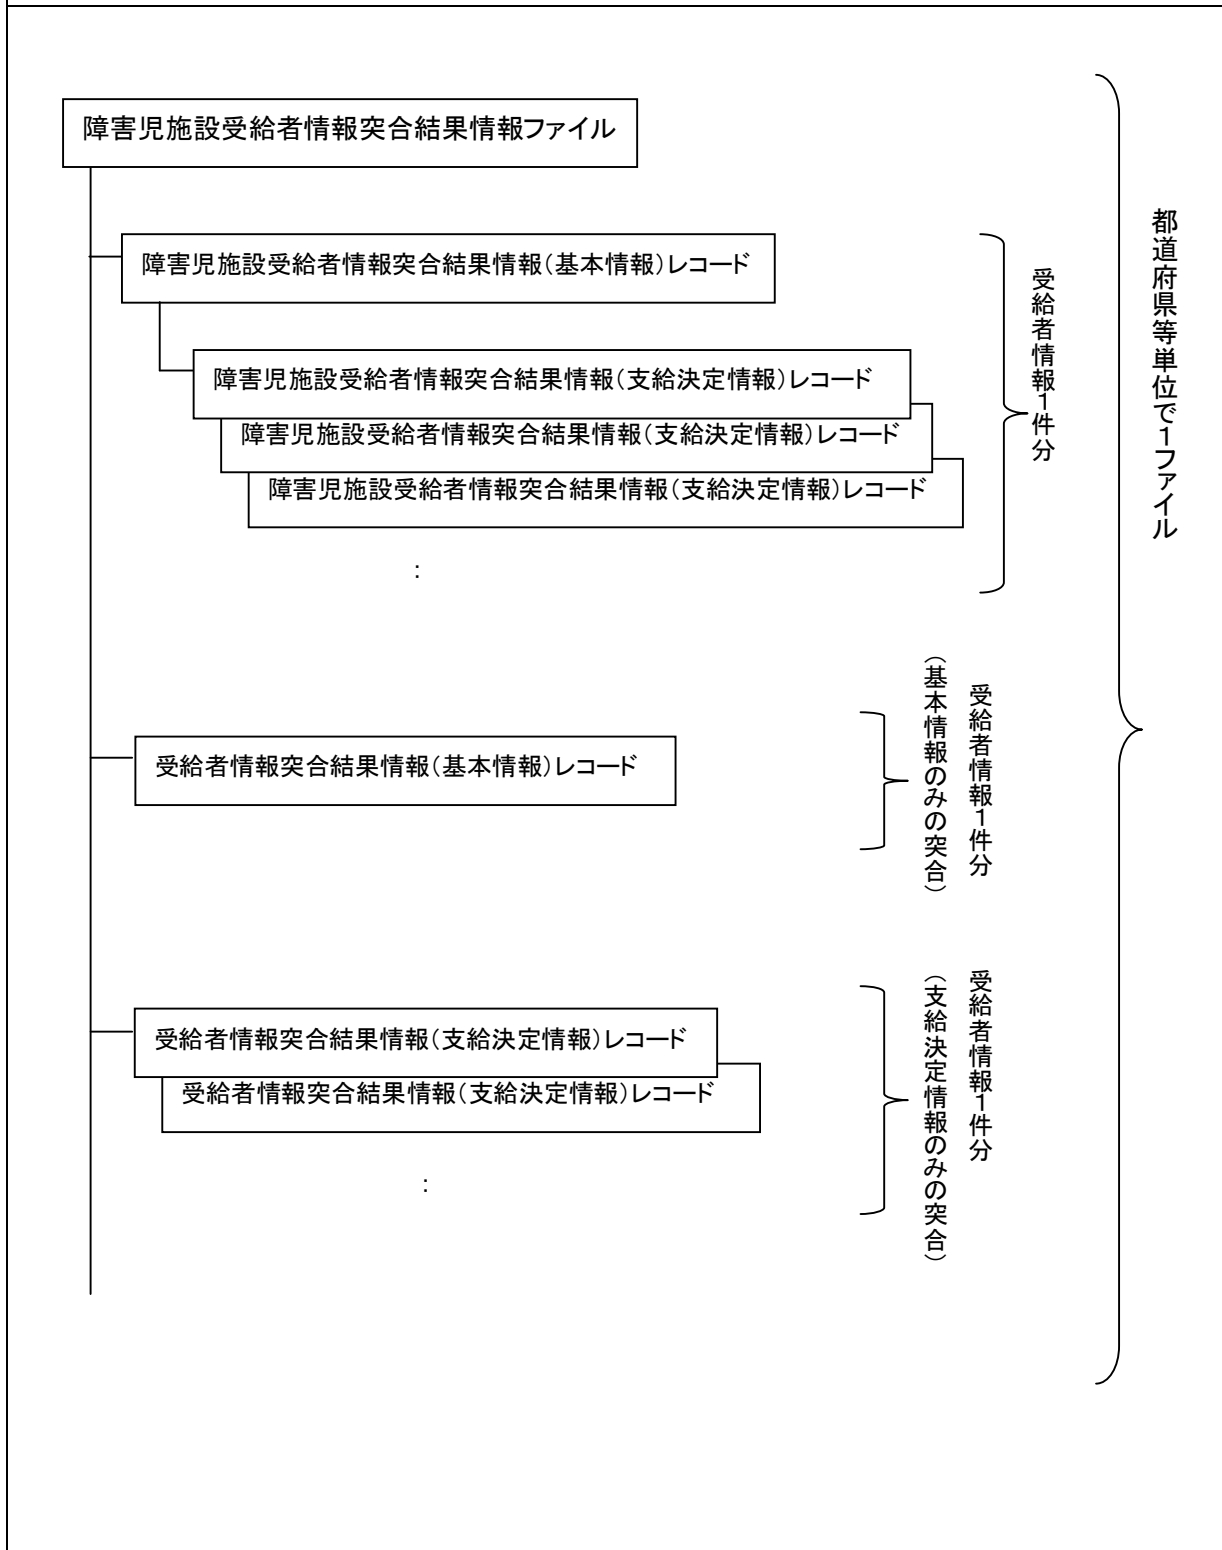 障害児施設受給者情報突合結果情報ファイル
障害児施設受給者情報突合結果情報(基本情報)レコード
障害児施設受給者情報突合結果情報(支給決定情報)レコード
障害児施設受給者情報突合結果情報(支給決定情報)レコード
障害児施設受給者情報突合結果情報(支給決定情報)レコード
:
受給者情報1件分
都道府県等単位で1ファイル
受給者情報突合結果情報(基本情報)レコード
受給者情報1件分
(基本情報のみの突合)
受給者情報突合結果情報(支給決定情報)レコード
受給者情報突合結果情報(支給決定情報)レコード
:
受給者情報1件分
(支給決定情報のみの突合)